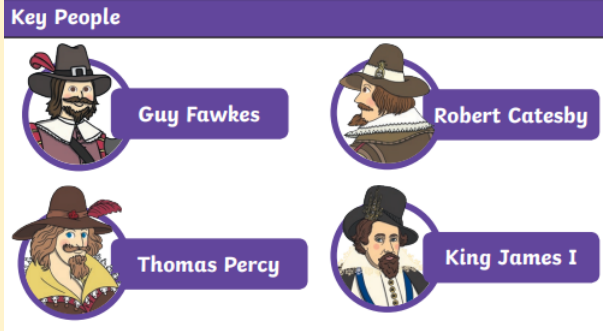 Key People
Guy Fawkes
Robert Catesby
Thomas Percy
King James I